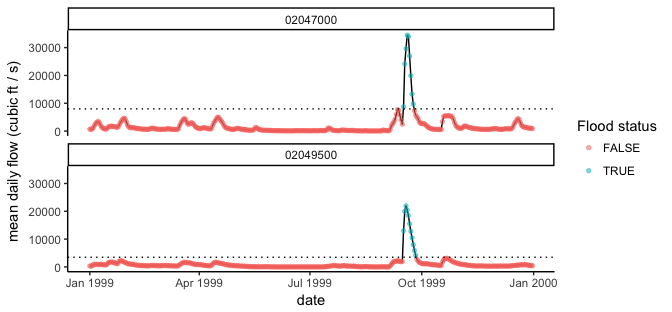 02047000
30000
20000
10000
0
02049500
30000
20000
10000
0
mean daily flow (cubic ft / s)
Jan 1999 Apr 1999 Jul 1999 Oct 1999 Jan 2000
date
Flood status
FALSE
TRUE